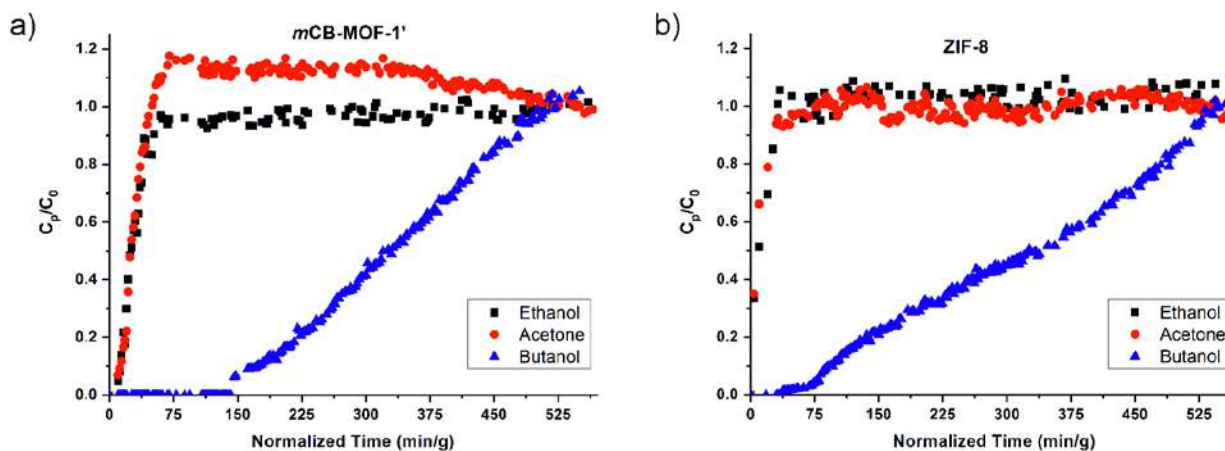 a)
mCB-MOF-1'
1.2
1.0
0.8
0.6
0.4
0.2
0.0
Cp/C0
0 75 150 225 300 375 450 525
Normalized Time (min/g)
Ethanol
Acetone
Butanol
b)
ZIF-8
1.2
1.0
0.8
0.6
0.4
0.2
0.0
Cp/C0
0 75 150 225 300 375 450 525
Normalized Time (min/g)
Ethanol
Acetone
Butanol